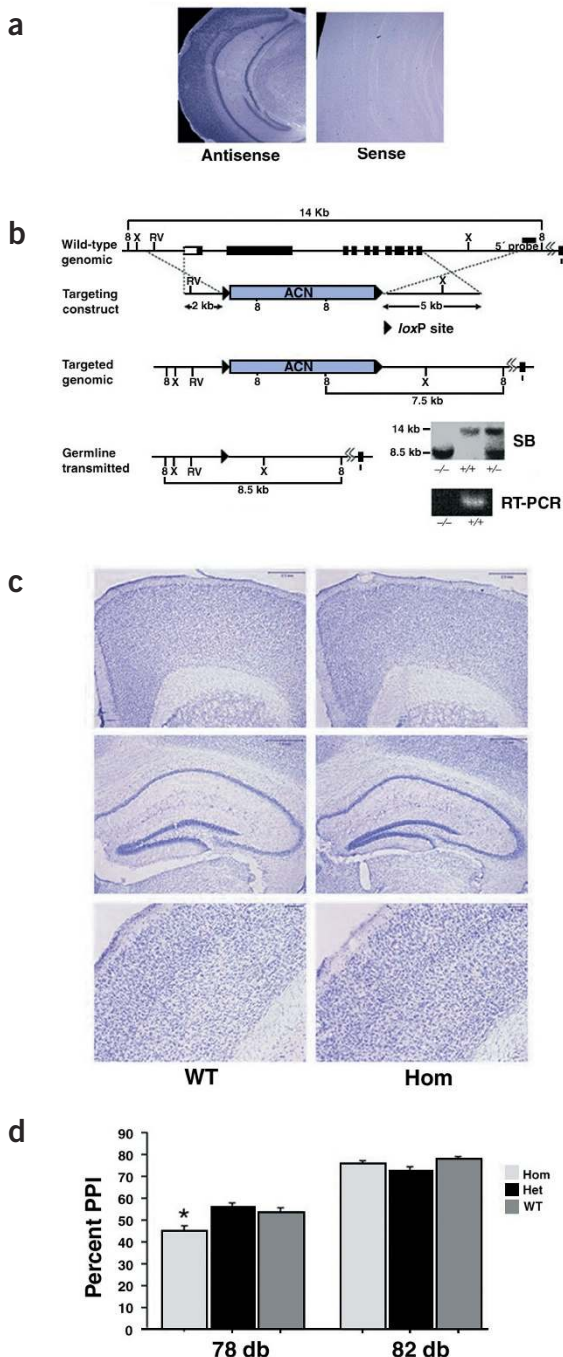 a
Antisense
Sense
b
14 Kb
8 X RV X 8
Wild-type genomic
5´ probe
RV ACN X
Targeting construct
2 kb 8 8 5 kb
loxP site
Targeted genomic
ACN
8 X RV 8 8 X 8
7.5 kb
Germline transmitted
8 X RV X 8
8.5 kb
14 kb
8.5 kb
SB
–/– +/+ +/–
RT-PCR
–/– +/+
c
WT
Hom
d
Percent PPI
90
80
70
60
50
40
30
20
10
0
*
78 db
82 db
Hom
Het
WT